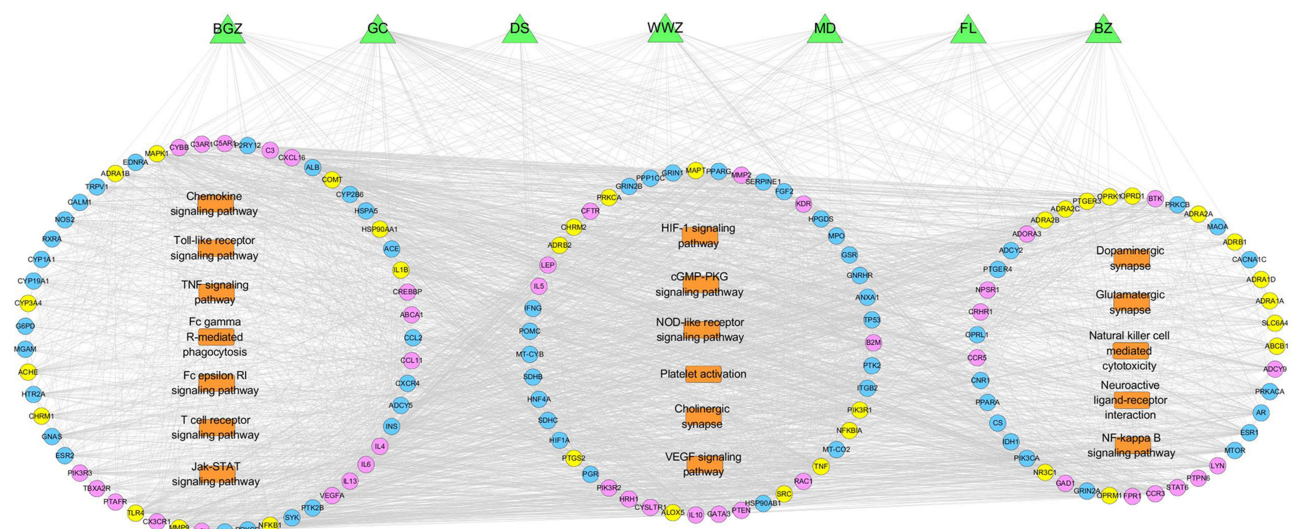 BGZ
GC
DS
WWZ
MD
FL
BZ
MAPK1
CYBB
C3AR1
C5AR1
P2RY12
C3
CXCL16
ALB
COMT
CYP2B6
HSPA5
HSP90AA1
ACE
IL1B
CREBBP
ABCA1
CCL2
CCL11
CXCR4
ADCY5
INS
IL4
IL6
IL13
VEGFA
PTK2B
SYK
NFKB1
MMP9
CX3CR1
TLR4
PTAFR
TBXA2R
PIK3R3
ESR2
GNAS
CHRM1
HTR2A
ACHE
MGAM
G6PD
CYP3A4
CYP19A1
CYP1A1
RXRA
NOS2
CALM1
TRPV1
ADRA1B
EDNRA
Chemokine
signaling pathway
Toll-like receptor
signaling pathway
TNF signaling
pathway
Fc gamma
R-mediated
phagocytosis
Fc epsilon RI
signaling pathway
T cell receptor
signaling pathway
Jak-STAT
signaling pathway
GRIN1
MAPT
PPARG
MMP2
SERPINE1
FGF2
KDR
HPGDS
MPO
GSR
GNRHR
ANXA1
TP53
B2M
PTK2
ITGB2
PIK3R1
NFKBIA
MT-CO2
TNF
RAC1
SRC
HSP90AB1
PTEN
GATA3
IL10
ALOX5
CYSLTR1
HRH1
PIK3R2
PGR
PTGS2
HIF1A
SDHC
HNF4A
SDHB
MT-CYB
POMC
IFNG
IL5
LEP
ADRB2
CHRM2
CFTR
PRKCA
GRIN2B
PPP1CC
HIF-1 signaling
pathway
cGMP-PKG
signaling pathway
NOD-like receptor
signaling pathway
Platelet activation
Cholinergic
synapse
VEGF signaling
pathway
PTGER3
OPRK1
OPRD1
BTK
PRKCB
ADRA2A
MAOA
ADRB1
CACNA1C
ADRA1D
ADRA1A
SLC6A4
ABCB1
ADCY9
PRKACA
AR
ESR1
MTOR
LYN
PTPN6
STAT6
CCR3
FPR1
OPRM1
GRIN2A
GAD1
NR3C1
PIK3CA
IDH1
CS
PPARA
CNR1
CCR5
OPRL1
CRHR1
NPSR1
PTGER4
ADCY2
ADORA3
ADRA2B
ADRA2C
Dopaminergic
synapse
Glutamatergic
synapse
Natural killer cell
mediated
cytotoxicity
Neuroactive
ligand-receptor
interaction
NF-kappa B
signaling pathway